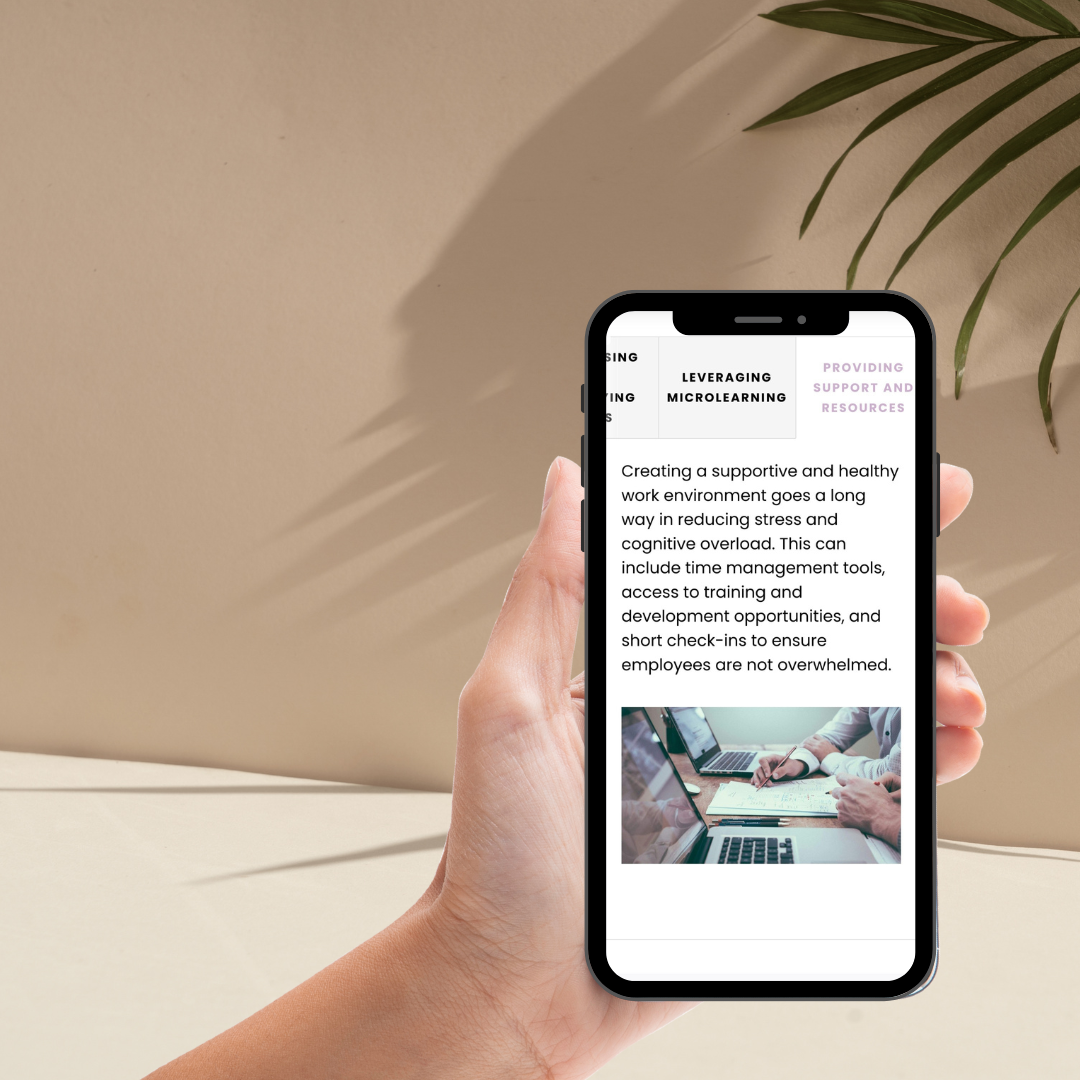 SING
YING
S
LEVERAGING
MICROLEARNING
PROVIDING
SUPPORT AND
RESOURCES
Creating a supportive and healthy
work environment goes a long
way in reducing stress and
cognitive overload. This can
include time management tools,
access to training and
development opportunities, and
short check-ins to ensure
employees are not overwhelmed.